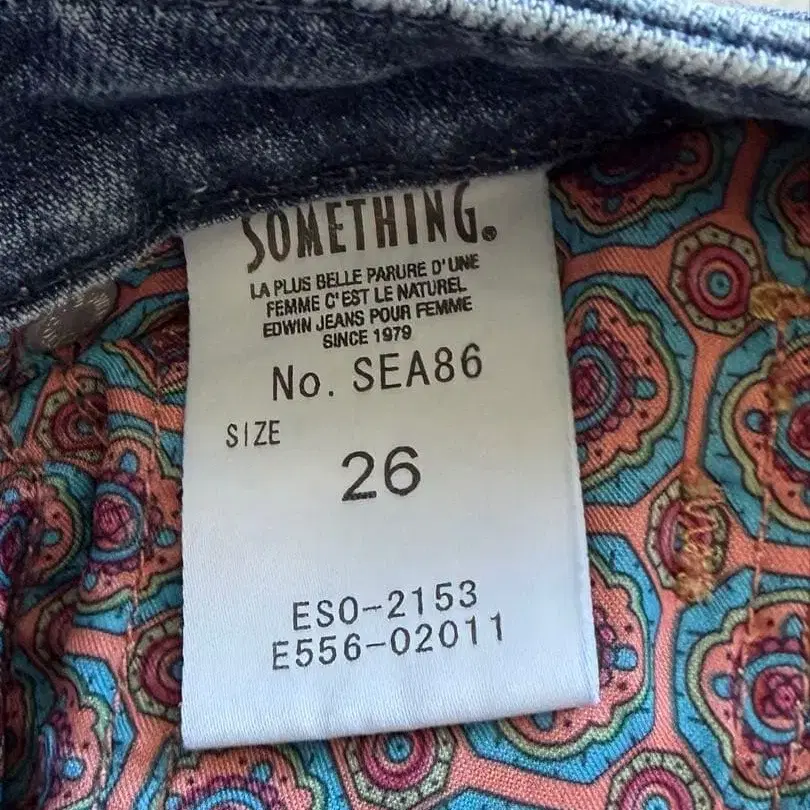 SOMETHING.
LA PLUS BELLE PARURE D'UNE
FEMME C'EST LE NATUREL
EDWIN JEANS POUR FEMME
SINCE 1979
No. SEA86
SIZE
26
ESO-2153
E556-02011